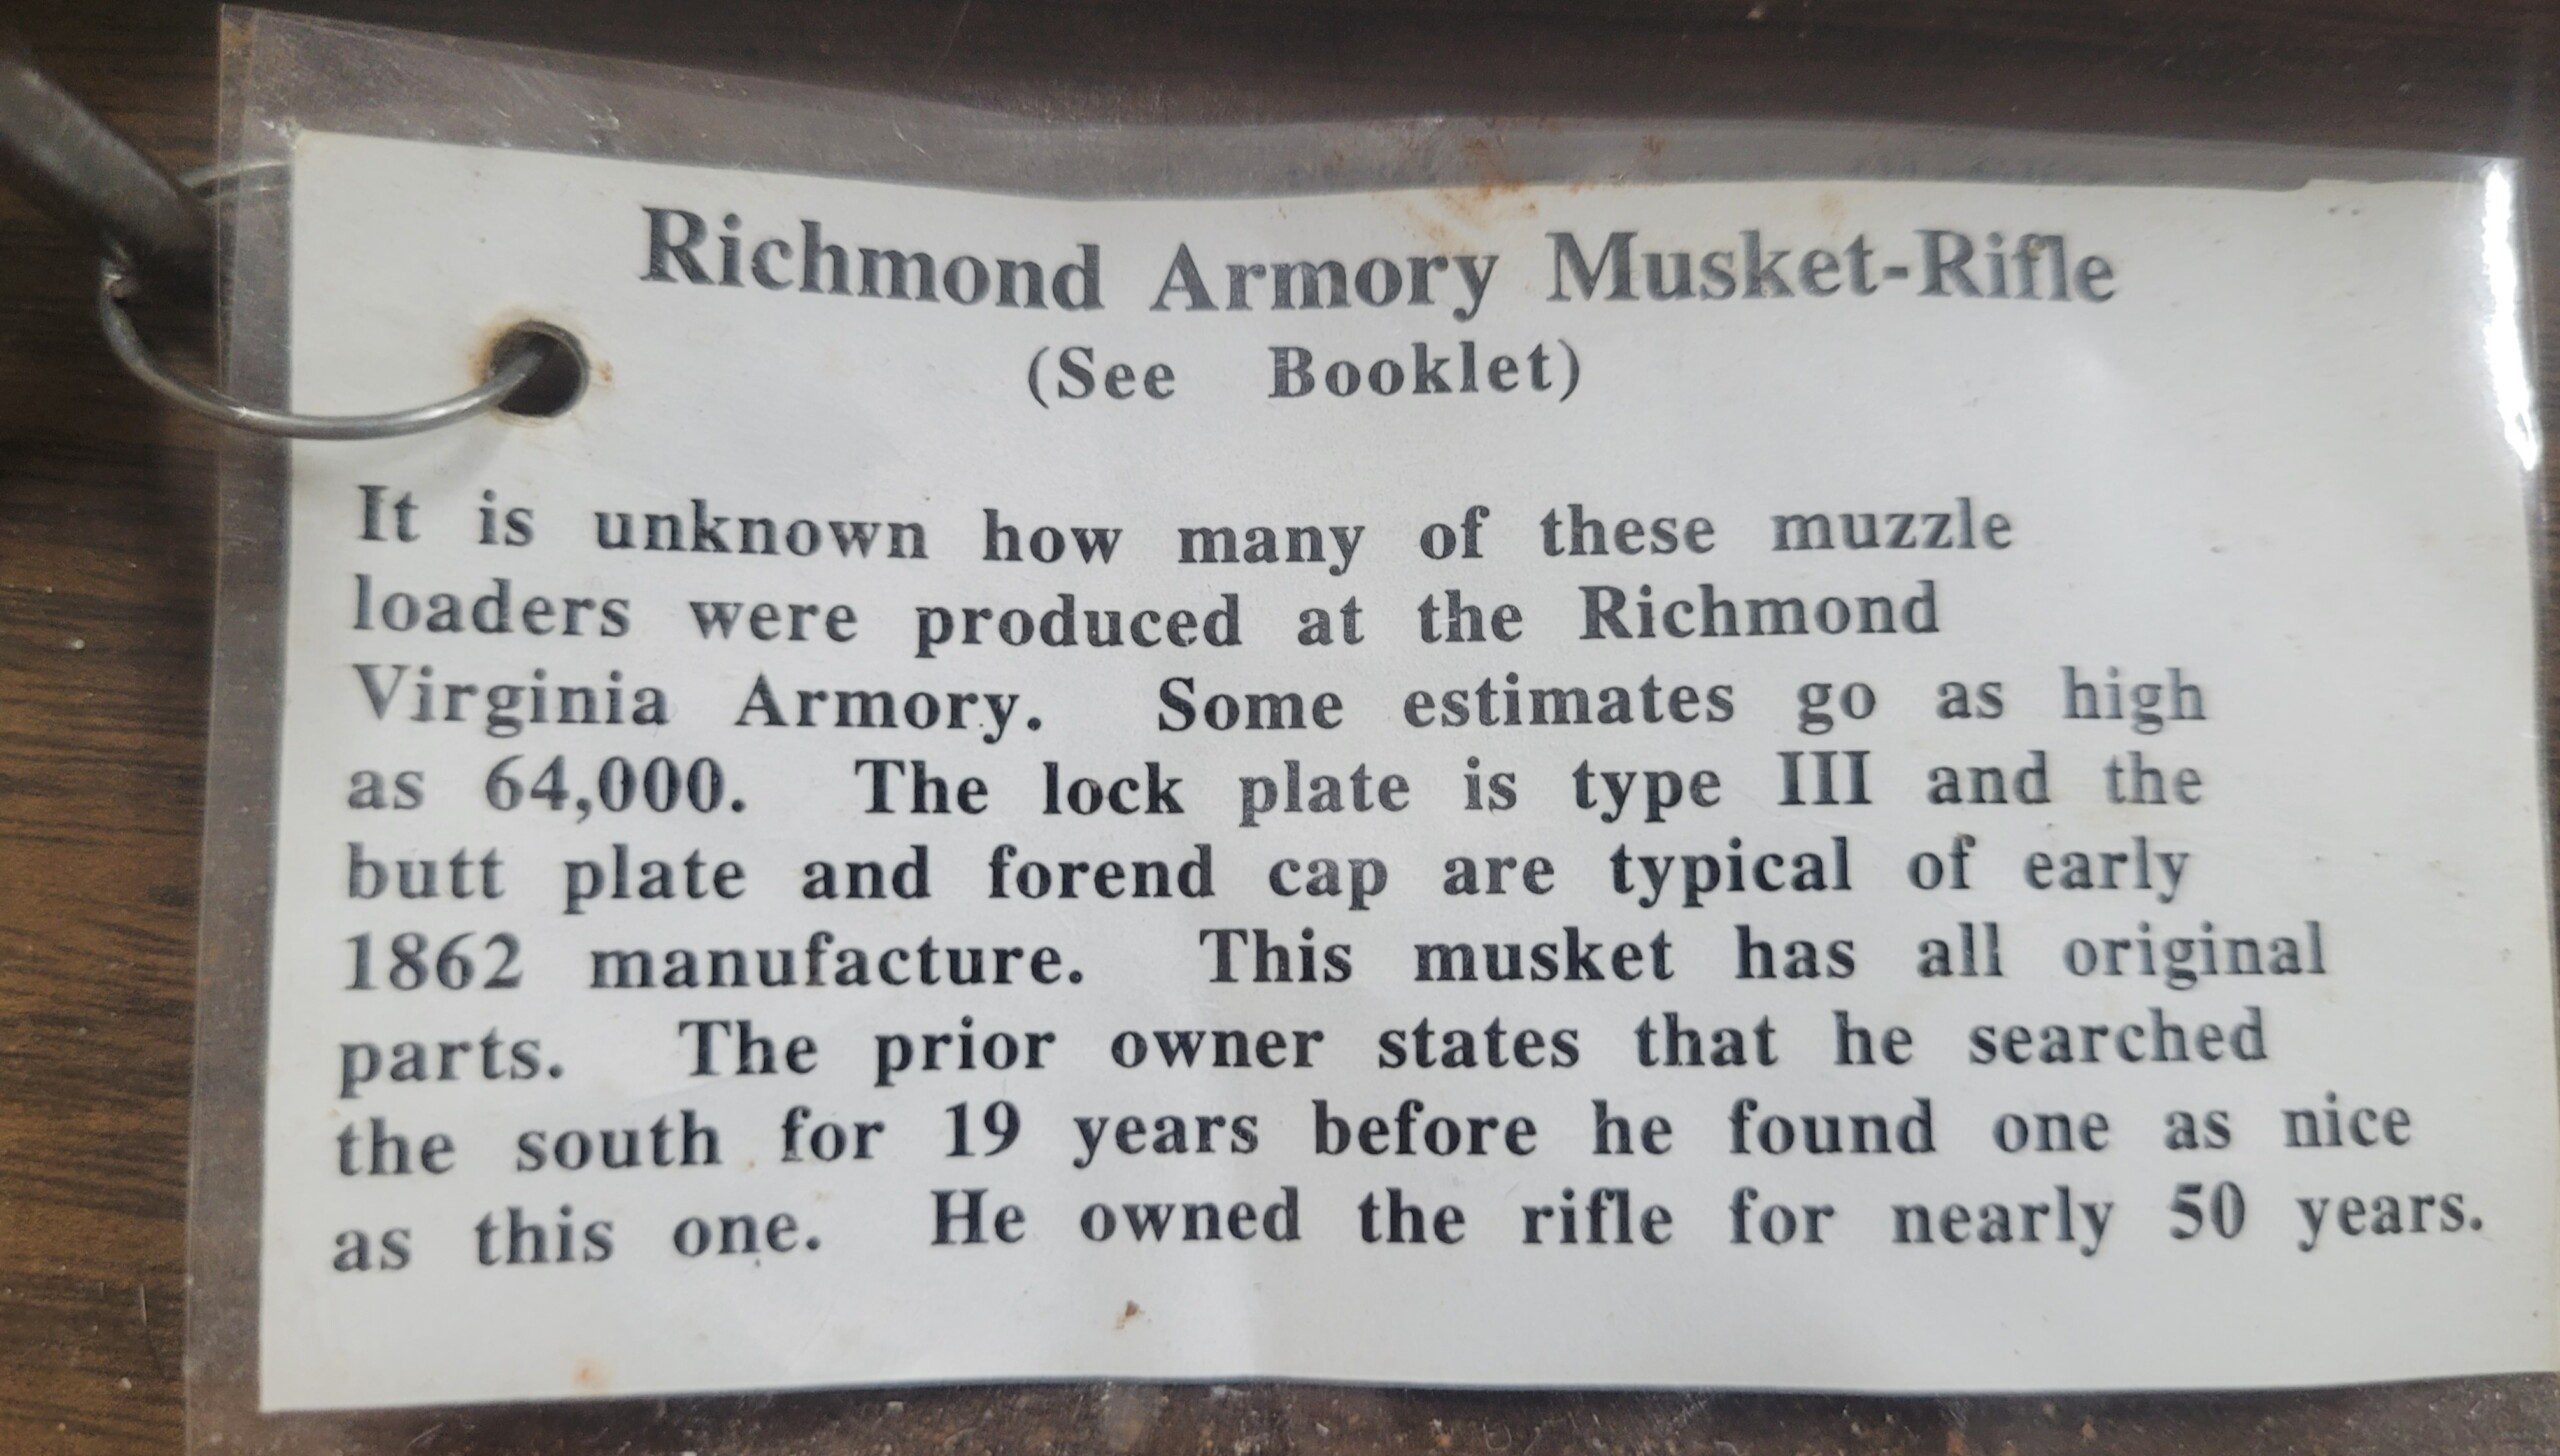 Richmond Armory Musket-Rifle
(See Booklet)
It is unknown how many of these muzzle
loaders were produced at the Richmond
Virginia Armory. Some estimates go as high
as 64,000. The lock plate is type III and the
butt plate and forend cap are typical of early
1862 manufacture. This musket has all original
parts. The prior owner states that he searched
the south for 19 years before he found one as nice
as this one. He owned the rifle for nearly 50 years.